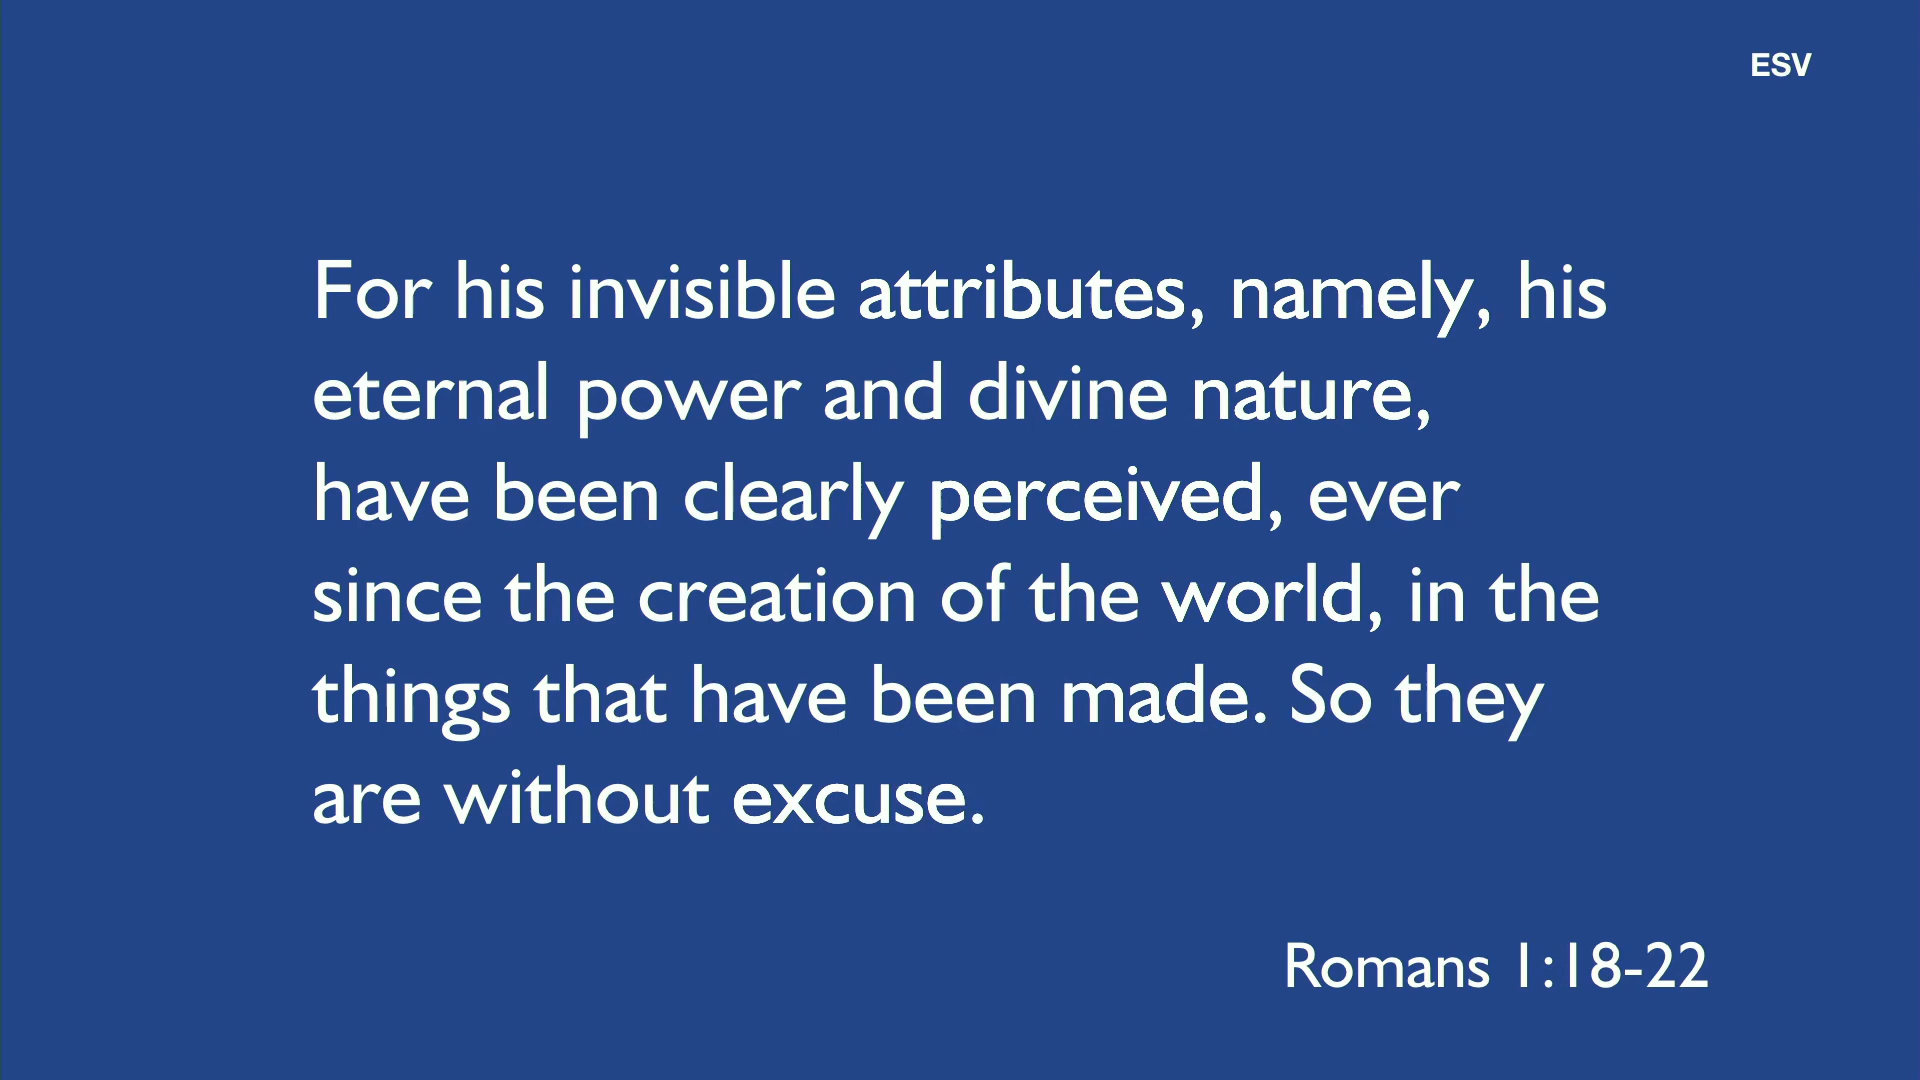 ESV
For his invisible attributes, namely, his
eternal power and divine nature,
have been clearly perceived, ever
since the creation of the world, in the
things that have been made. So they
are without excuse.
Romans 1:18-22